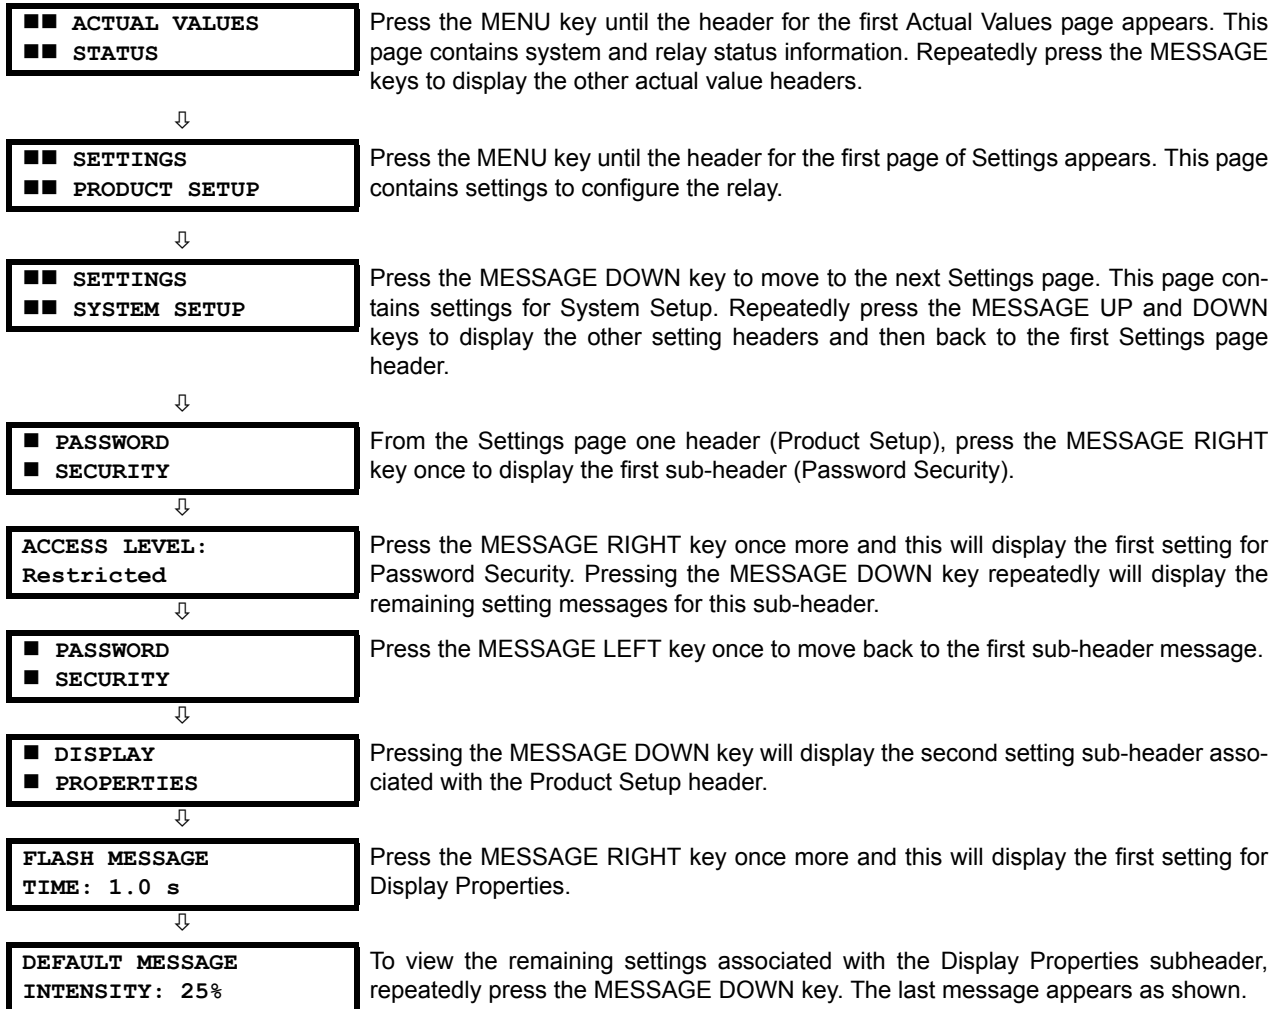 ■■ ACTUAL VALUES
■■ STATUS
Press the MENU key until the header for the first Actual Values page appears. This
page contains system and relay status information. Repeatedly press the MESSAGE
keys to display the other actual value headers.
⇩
■■ SETTINGS
■■ PRODUCT SETUP
Press the MENU key until the header for the first page of Settings appears. This page
contains settings to configure the relay.
⇩
■■ SETTINGS
■■ SYSTEM SETUP
Press the MESSAGE DOWN key to move to the next Settings page. This page con-
tains settings for System Setup. Repeatedly press the MESSAGE UP and DOWN
keys to display the other setting headers and then back to the first Settings page
header.
⇩
■ PASSWORD
■ SECURITY
From the Settings page one header (Product Setup), press the MESSAGE RIGHT
key once to display the first sub-header (Password Security).
⇩
ACCESS LEVEL:
Restricted
Press the MESSAGE RIGHT key once more and this will display the first setting for
Password Security. Pressing the MESSAGE DOWN key repeatedly will display the
remaining setting messages for this sub-header.
⇩
■ PASSWORD
■ SECURITY
Press the MESSAGE LEFT key once to move back to the first sub-header message.
⇩
■ DISPLAY
■ PROPERTIES
Pressing the MESSAGE DOWN key will display the second setting sub-header asso-
ciated with the Product Setup header.
⇩
FLASH MESSAGE
TIME: 1.0 s
Press the MESSAGE RIGHT key once more and this will display the first setting for
Display Properties.
⇩
DEFAULT MESSAGE
INTENSITY: 25%
To view the remaining settings associated with the Display Properties subheader,
repeatedly press the MESSAGE DOWN key. The last message appears as shown.